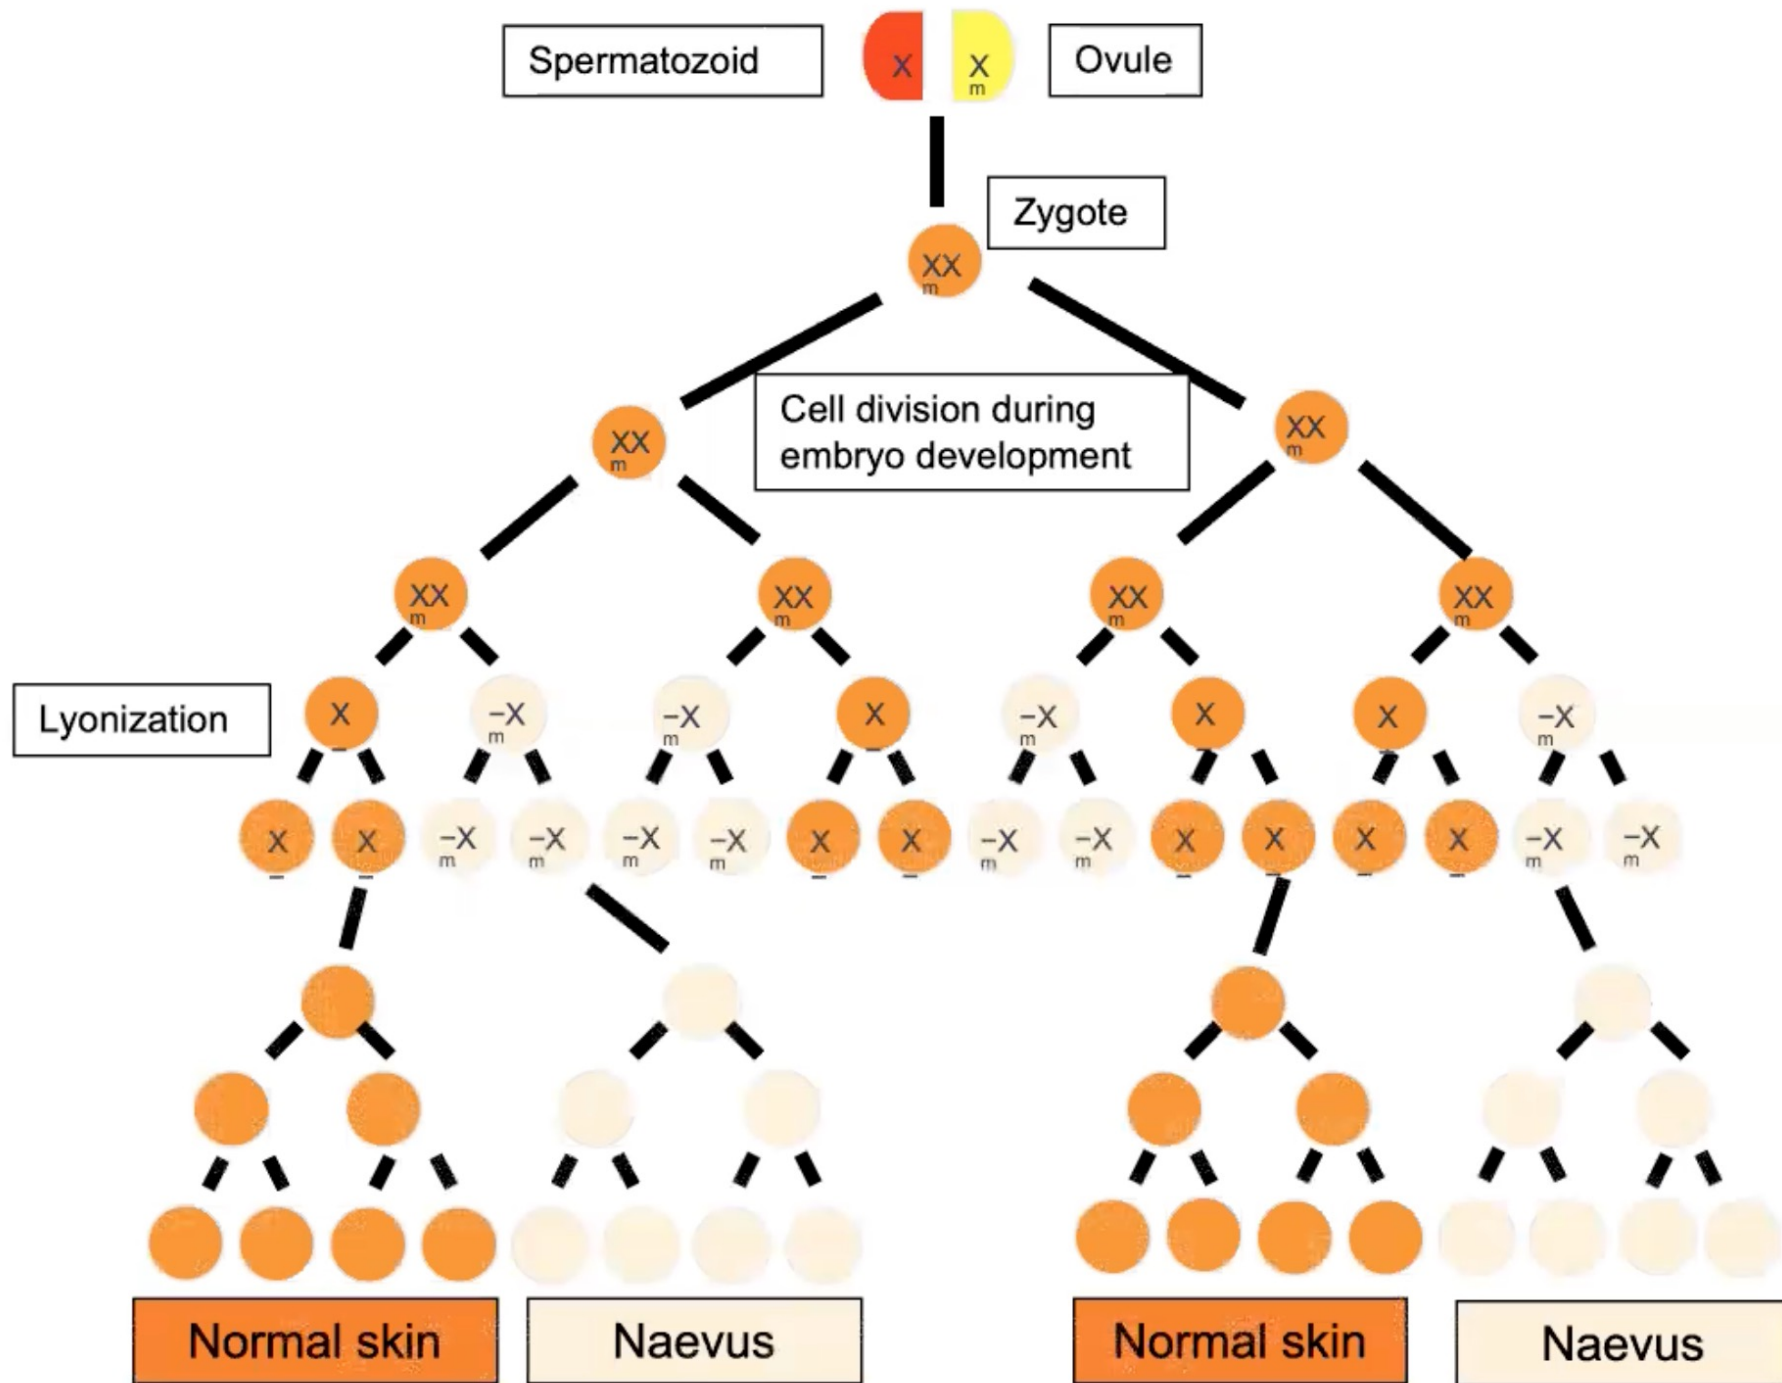 Spermatozoid X X Ovule
m
Zygote
XX
m
Cell division during
embryo development
XX XX
m m
XX XX XX XX
m m m m
Lyonization X –X –X X –X X X –X
_ m m _ m _ _ m
X X –X –X –X –X X X –X –X X X X X –X –X
_ _ m m m m _ _ m m _ _ _ _ m m
Normal skin Naevus Normal skin Naevus